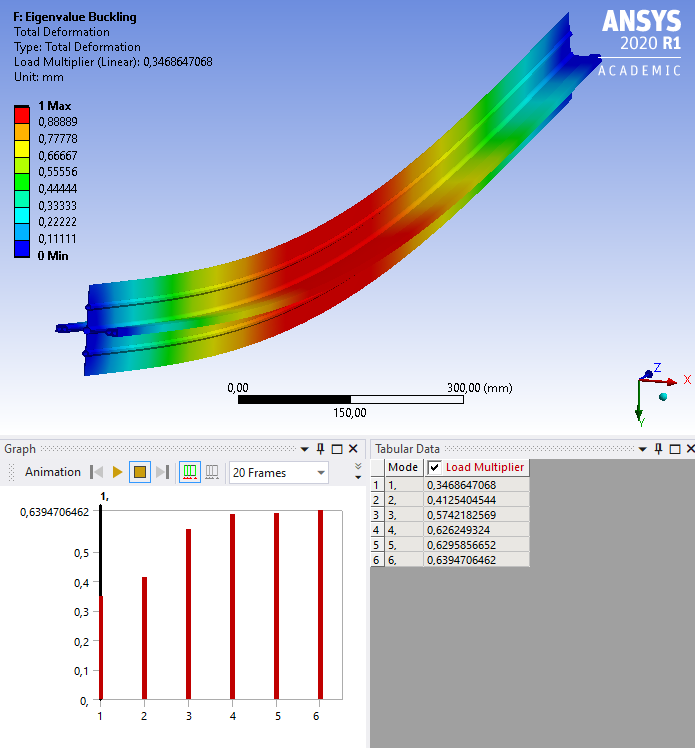 F: Eigenvalue Buckling
Total Deformation
Type: Total Deformation
Load Multiplier (Linear): 0,3468647068
Unit: mm
1 Max
0,88889
0,77778
0,66667
0,55556
0,44444
0,33333
0,22222
0,11111
0 Min
ANSYS
2020 R1
ACADEMIC
0,00
300,00 (mm)
150,00
Z
X
Y
Graph
Animation
20 Frames
1,
0,6394706462
0,5
0,4
0,3
0,2
0,1
0,
1 2 3 4 5 6
Tabular Data
Mode Load Multiplier
1 1, 0,3468647068
2 2, 0,4125404544
3 3, 0,5742182569
4 4, 0,626249324
5 5, 0,6295856652
6 6, 0,6394706462